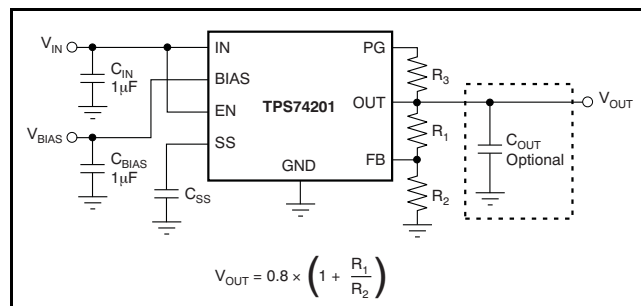 V_IN
C_IN
1μF
V_BIAS
C_BIAS
1μF
C_SS
IN
BIAS
EN
SS
TPS74201
GND
PG
OUT
FB
R_3
R_1
R_2
C_OUT
Optional
V_OUT
V_OUT = 0.8 × (1 + R_1/R_2)